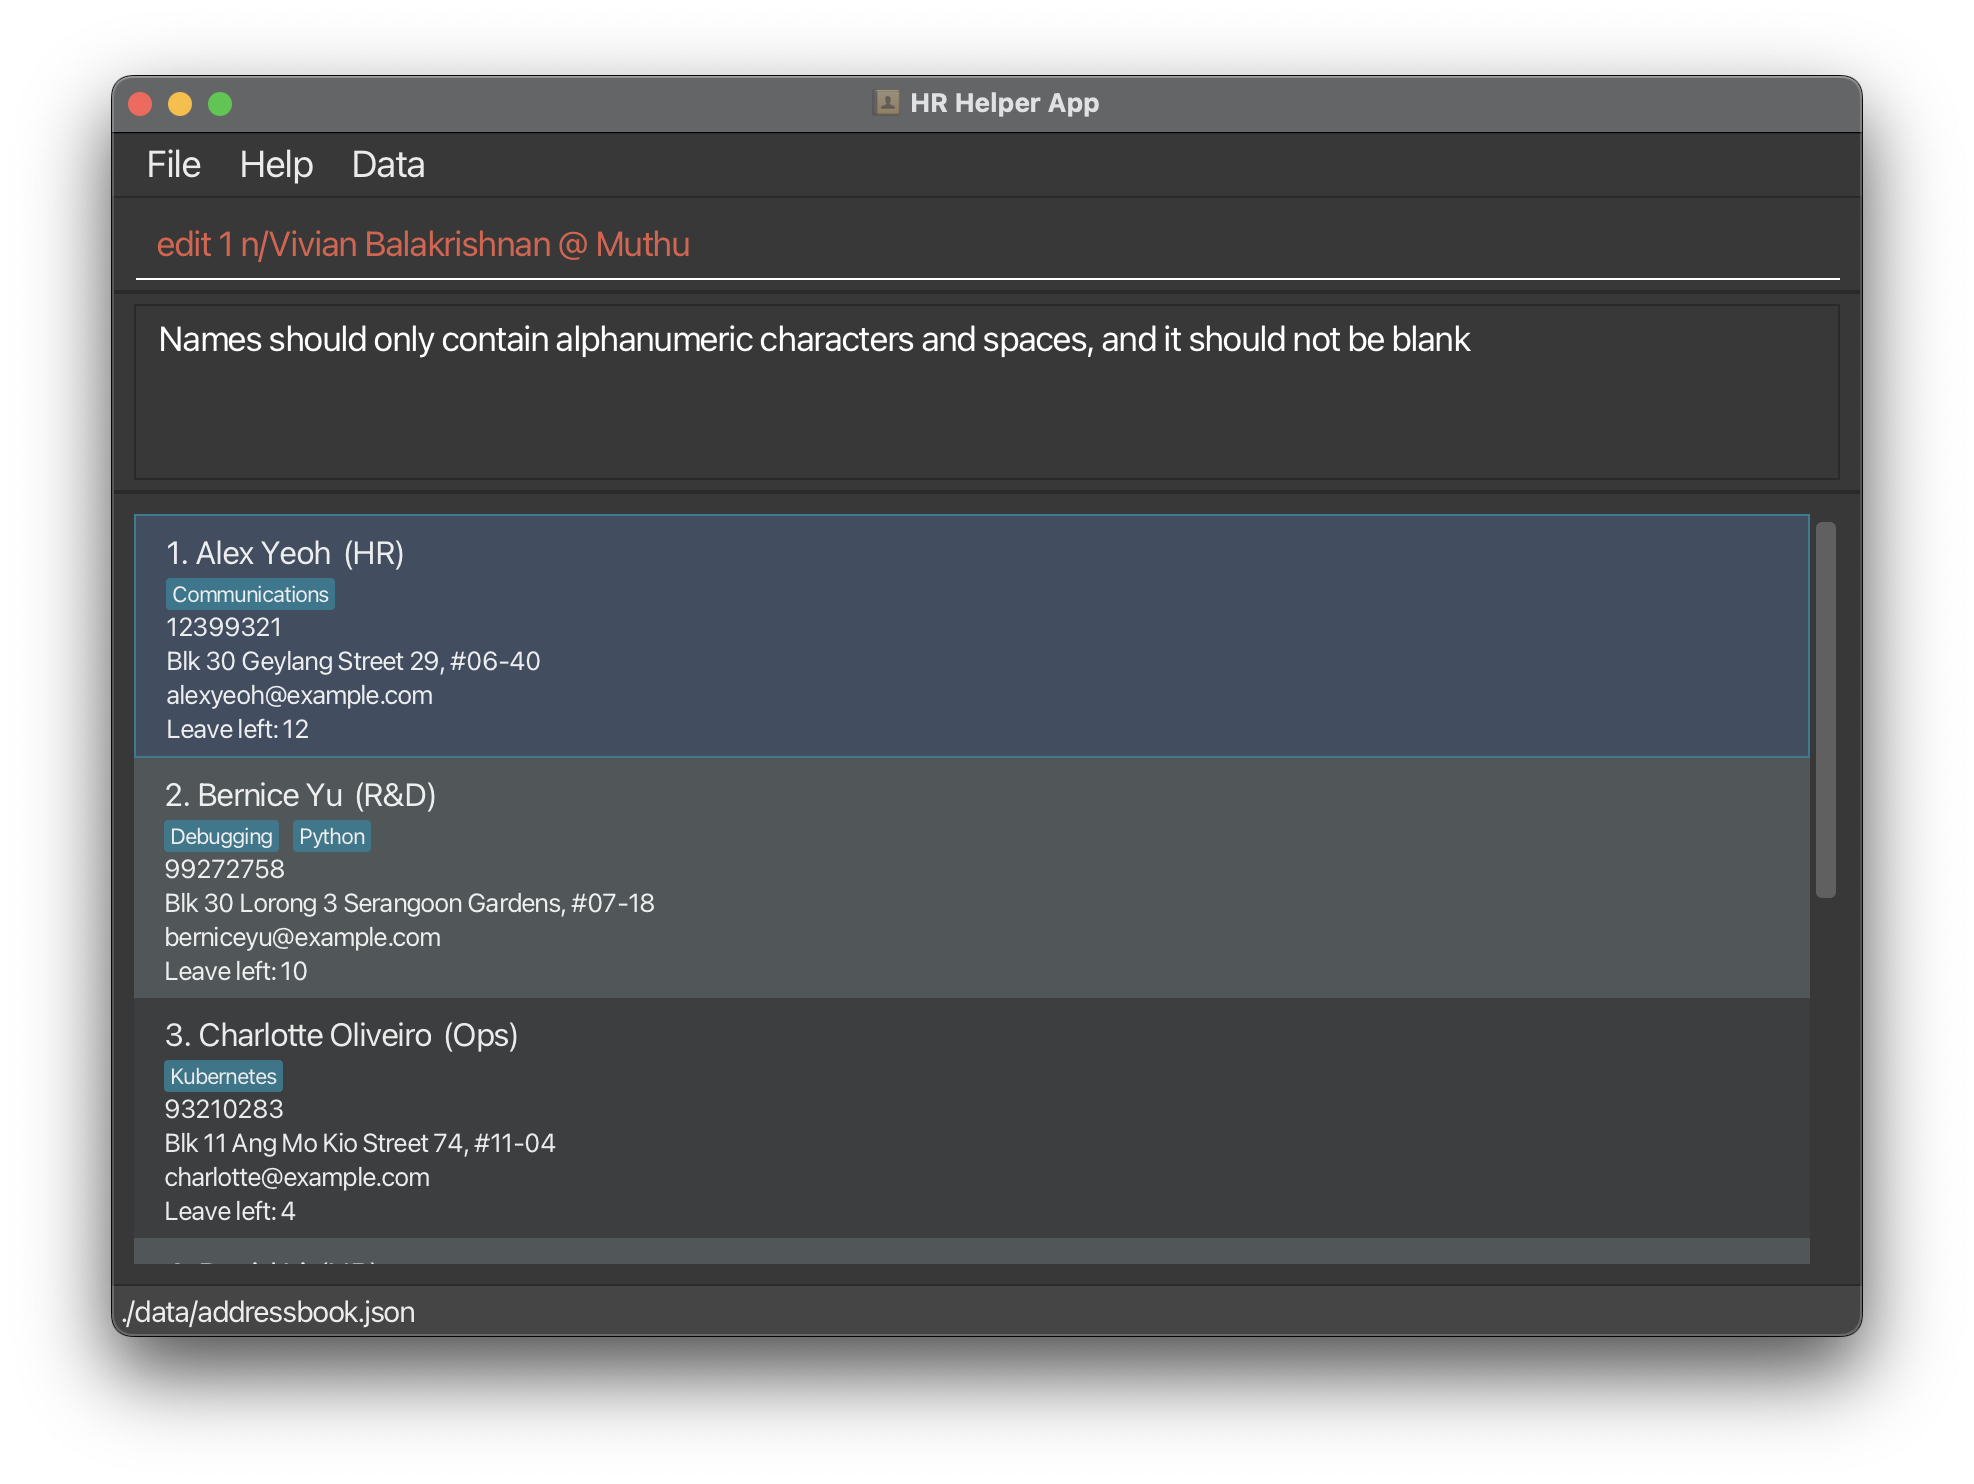 HR Helper App
File Help Data
edit 1 n/Vivian Balakrishnan @ Muthu
Names should only contain alphanumeric characters and spaces, and it should not be blank
1. Alex Yeoh (HR)
Communications
12399321
Blk 30 Geylang Street 29, #06-40
alexyeoh@example.com
Leave left: 12
2. Bernice Yu (R&D)
Debugging Python
99272758
Blk 30 Lorong 3 Serangoon Gardens, #07-18
berniceyu@example.com
Leave left: 10
3. Charlotte Oliveiro (Ops)
Kubernetes
93210283
Blk 11 Ang Mo Kio Street 74, #11-04
charlotte@example.com
Leave left: 4
./data/addressbook.json